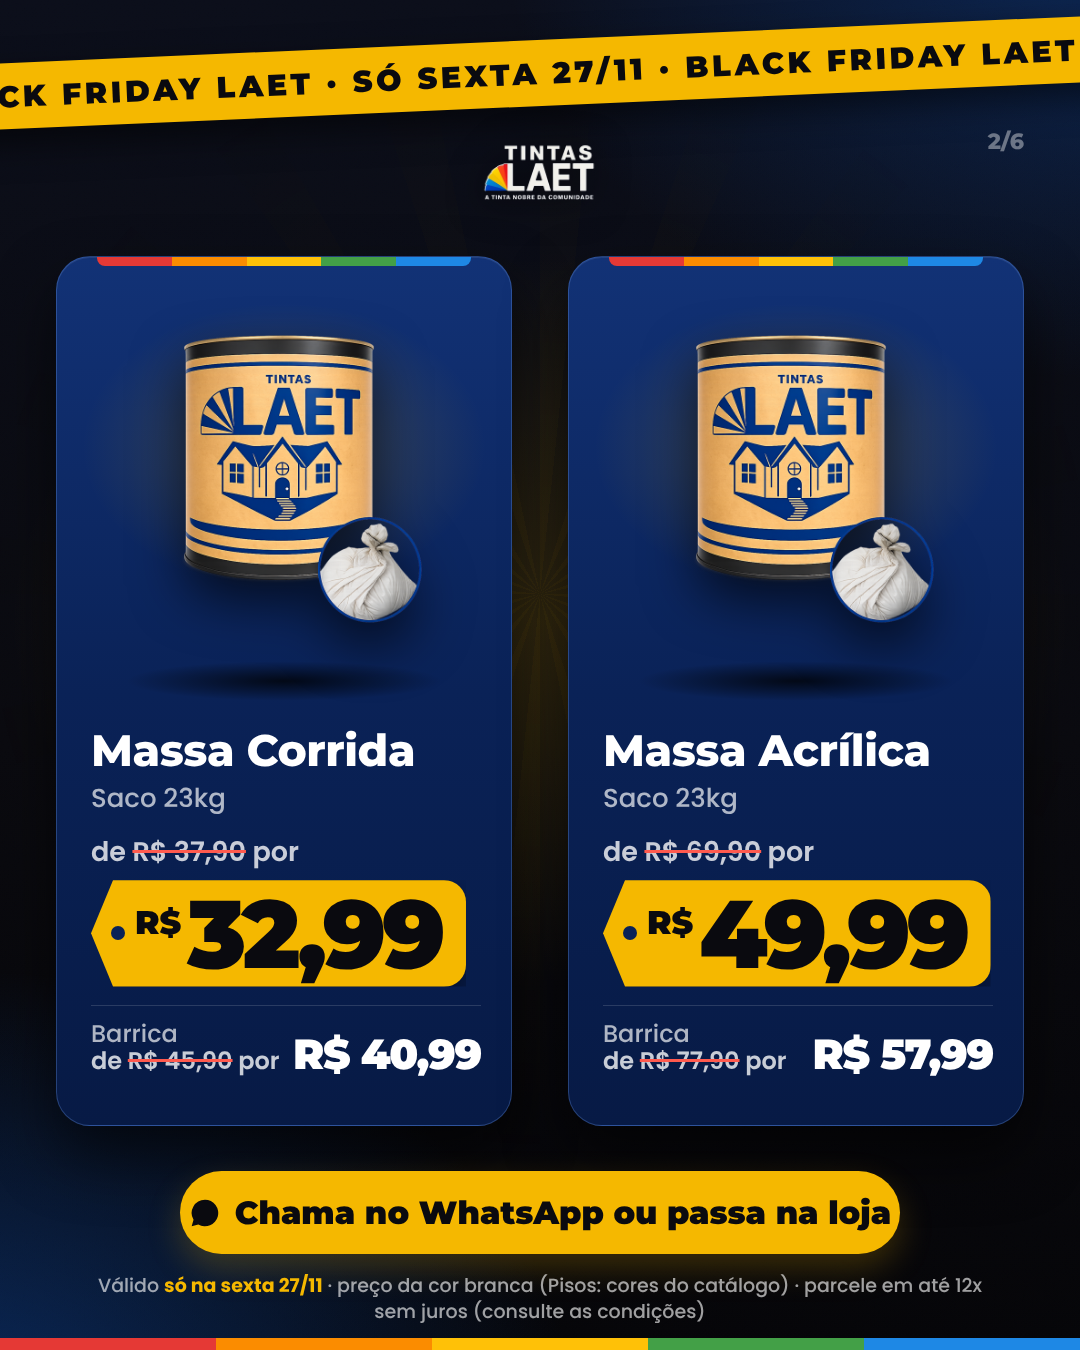 CK FRIDAY LAET · SÓ SEXTA 27/11 · BLACK FRIDAY LAET
2/6
TINTAS
LAET
A TINTA NOBRE DA COMUNIDADE
TINTAS
LAET
Massa Corrida
Saco 23kg
de R$ 37,90 por
R$ 32,99
Barrica
de R$ 45,90 por R$ 40,99
TINTAS
LAET
Massa Acrílica
Saco 23kg
de R$ 69,90 por
R$ 49,99
Barrica
de R$ 77,90 por R$ 57,99
Chama no WhatsApp ou passa na loja
Válido só na sexta 27/11 · preço da cor branca (Pisos: cores do catálogo) · parcele em até 12x
sem juros (consulte as condições)